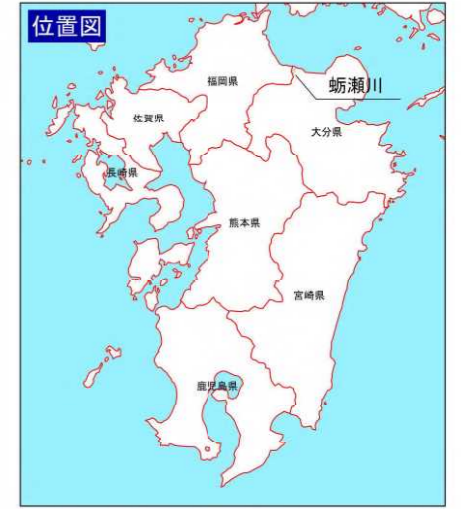 位置図
福岡県
蛎瀬川
佐賀県
大分県
長崎県
熊本県
宮崎県
鹿児島県